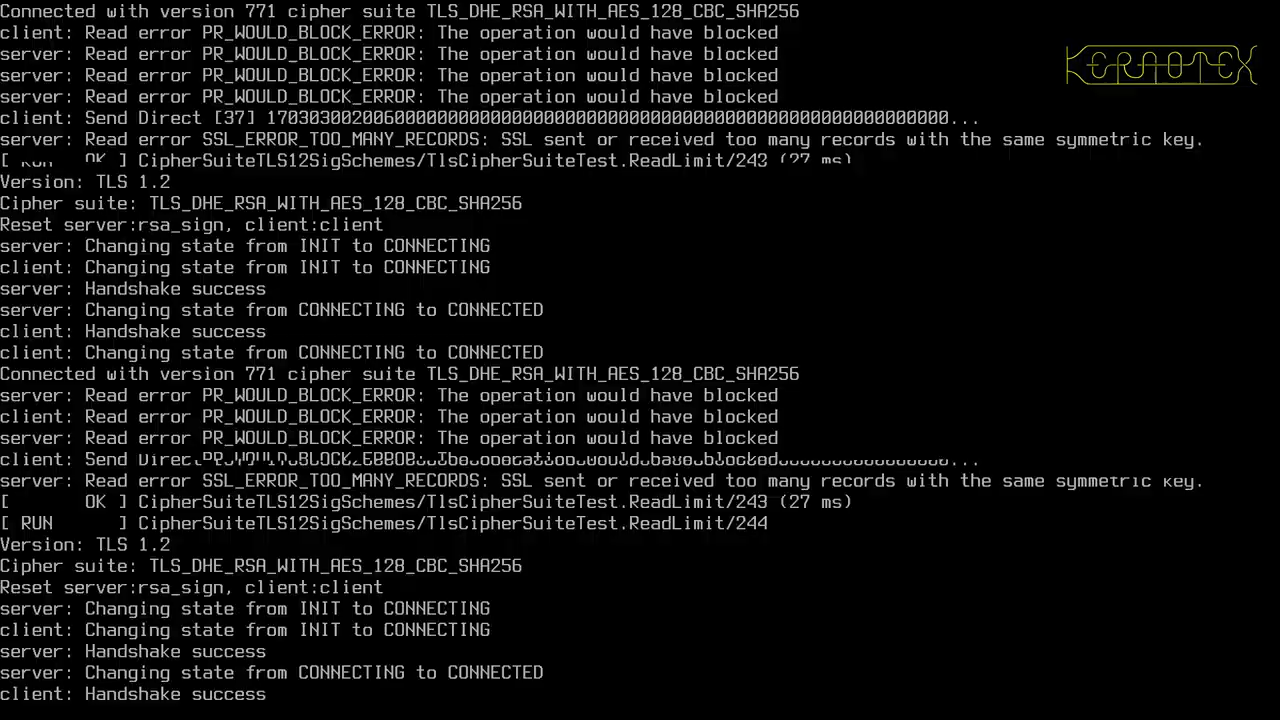 Connected with version 771 cipher suite TLS_DHE_RSA_WITH_AES_128_CBC_SHA256
client: Read error PR_WOULD_BLOCK_ERROR: The operation would have blocked
KERNOTEX
server: Read error PR_WOULD_BLOCK_ERROR: The operation would have blocked
server: Read error PR_WOULD_BLOCK_ERROR: The operation would have blocked
server: Read error PR_WOULD_BLOCK_ERROR: The operation would have blocked
client: Send Direct [37]
server: Read error SSL_ERROR_TOO_MANY_RECORDS: SSL sent or received too many records with the same symmetric key.
[ OK ] CipherSuiteTLS12SigSchemes/TlsCipherSuiteTest.ReadLimit/243 (27 ms)
Version: TLS 1.2
Cipher suite: TLS_DHE_RSA_WITH_AES_128_CBC_SHA256
Reset server:rsa_sign, client:client
server: Changing state from INIT to CONNECTING
client: Changing state from INIT to CONNECTING
server: Handshake success
server: Changing state from CONNECTING to CONNECTED
client: Handshake success
client: Changing state from CONNECTING to CONNECTED
Connected with version 771 cipher suite TLS_DHE_RSA_WITH_AES_128_CBC_SHA256
server: Read error PR_WOULD_BLOCK_ERROR: The operation would have blocked
client: Read error PR_WOULD_BLOCK_ERROR: The operation would have blocked
server: Read error PR_WOULD_BLOCK_ERROR: The operation would have blocked
client: Send Direct
server: Read error SSL_ERROR_TOO_MANY_RECORDS: SSL sent or received too many records with the same symmetric key.
[       OK ] CipherSuiteTLS12SigSchemes/TlsCipherSuiteTest.ReadLimit/243 (27 ms)
[ RUN      ] CipherSuiteTLS12SigSchemes/TlsCipherSuiteTest.ReadLimit/244
Version: TLS 1.2
Cipher suite: TLS_DHE_RSA_WITH_AES_128_CBC_SHA256
Reset server:rsa_sign, client:client
server: Changing state from INIT to CONNECTING
client: Changing state from INIT to CONNECTING
server: Handshake success
server: Changing state from CONNECTING to CONNECTED
client: Handshake success